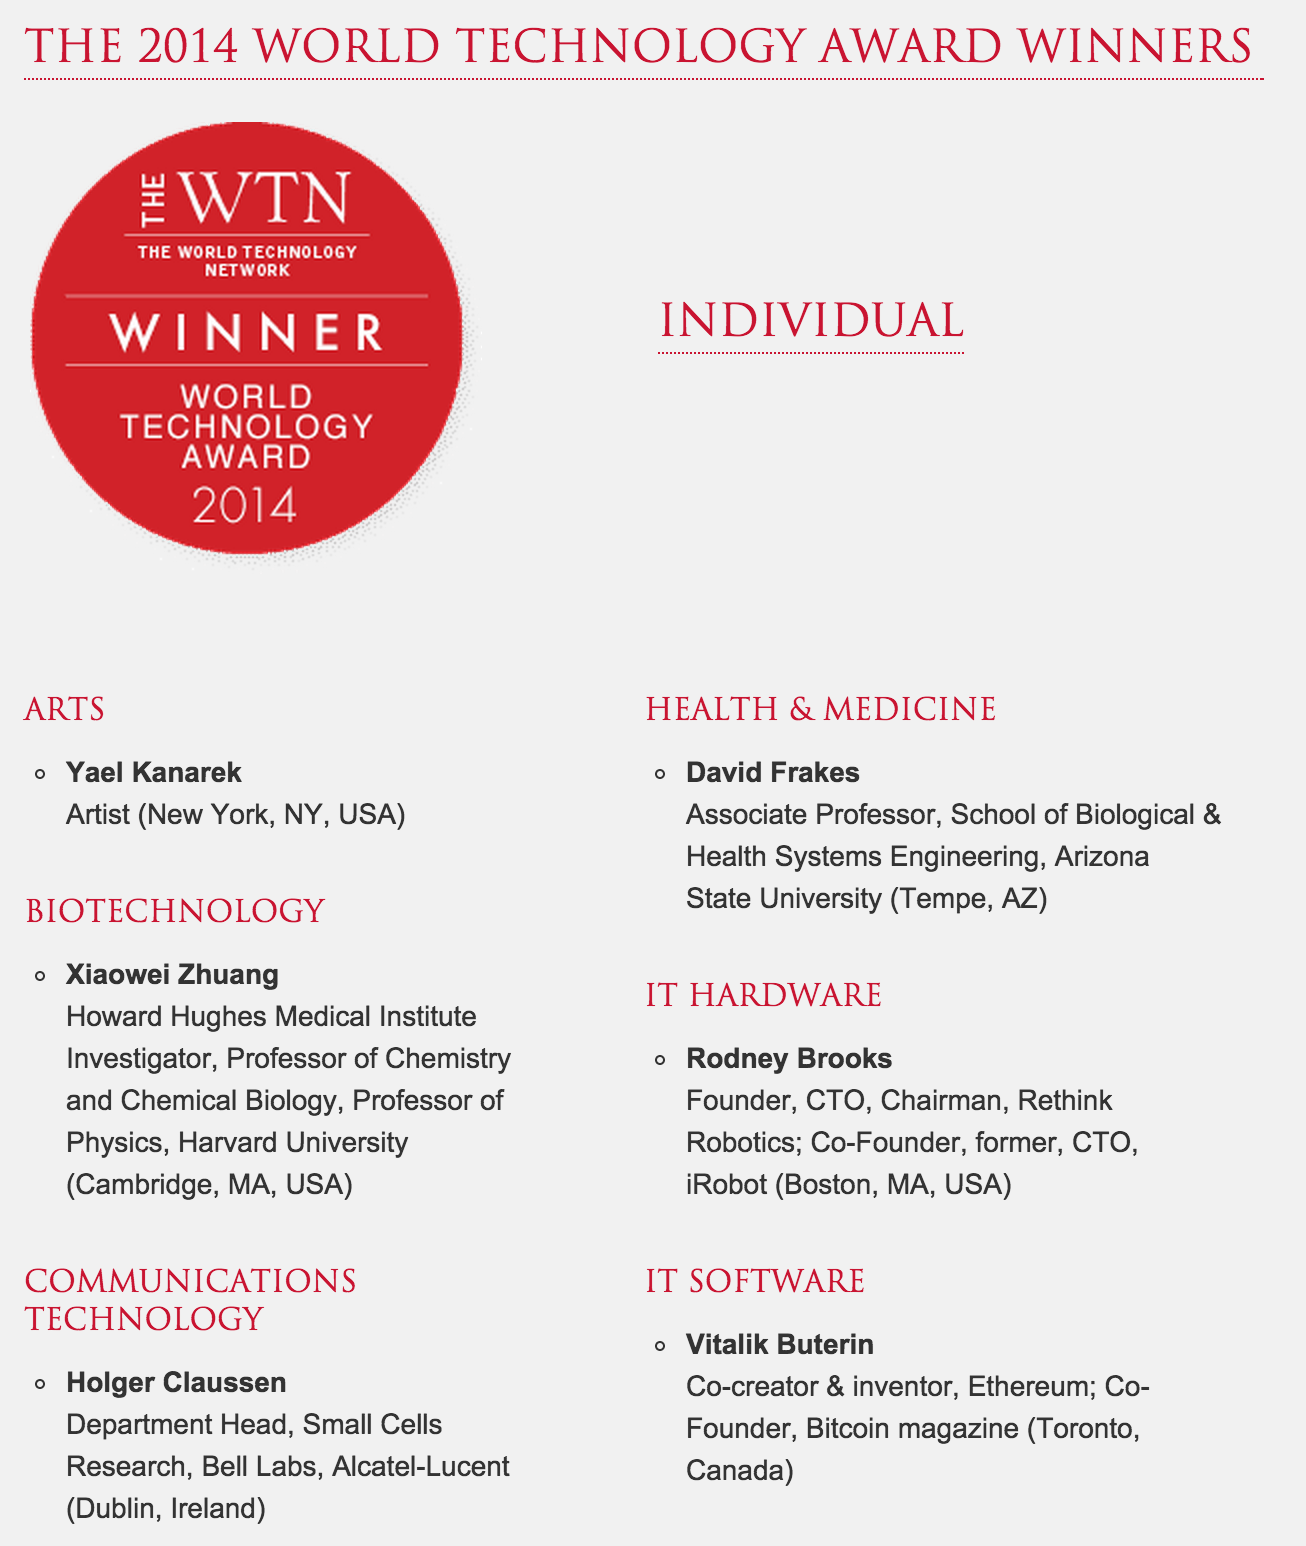 THE 2014 WORLD TECHNOLOGY AWARD WINNERS
THE WTN
THE WORLD TECHNOLOGY
NETWORK
WINNER
WORLD
TECHNOLOGY
AWARD
2014
INDIVIDUAL
ARTS
Yael Kanarek
Artist (New York, NY, USA)
BIOTECHNOLOGY
Xiaowei Zhuang
Howard Hughes Medical Institute
Investigator, Professor of Chemistry
and Chemical Biology, Professor of
Physics, Harvard University
(Cambridge, MA, USA)
COMMUNICATIONS
TECHNOLOGY
Holger Claussen
Department Head, Small Cells
Research, Bell Labs, Alcatel-Lucent
(Dublin, Ireland)
HEALTH & MEDICINE
David Frakes
Associate Professor, School of Biological &
Health Systems Engineering, Arizona
State University (Tempe, AZ)
IT HARDWARE
Rodney Brooks
Founder, CTO, Chairman, Rethink
Robotics; Co-Founder, former, CTO,
iRobot (Boston, MA, USA)
IT SOFTWARE
Vitalik Buterin
Co-creator & inventor, Ethereum; Co-
Founder, Bitcoin magazine (Toronto,
Canada)